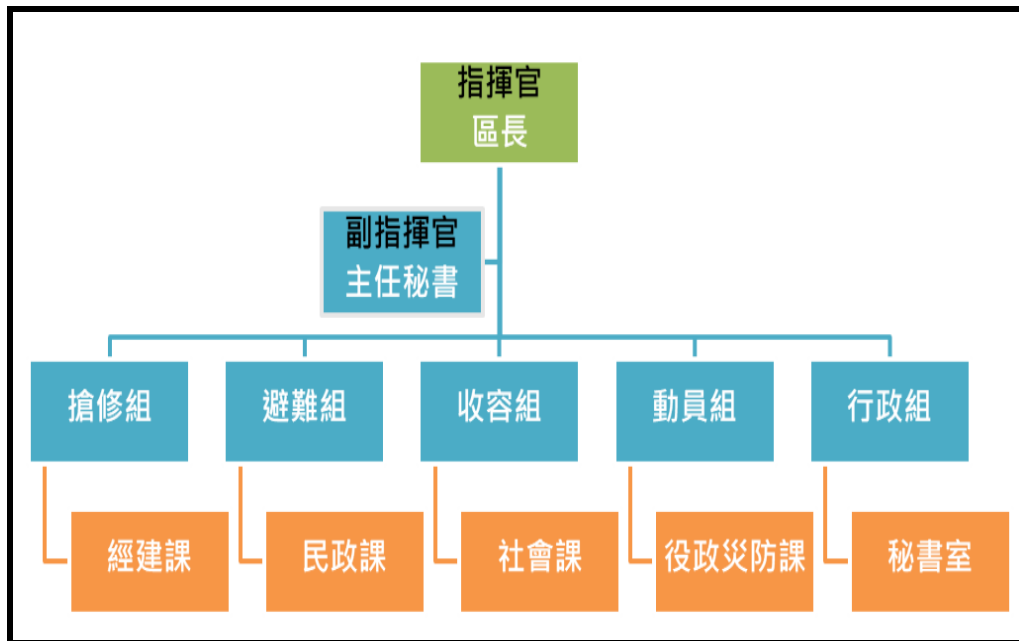 指揮官
區長
副指揮官
主任秘書
搶修組
避難組
收容組
動員組
行政組
經建課
民政課
社會課
役政災防課
秘書室